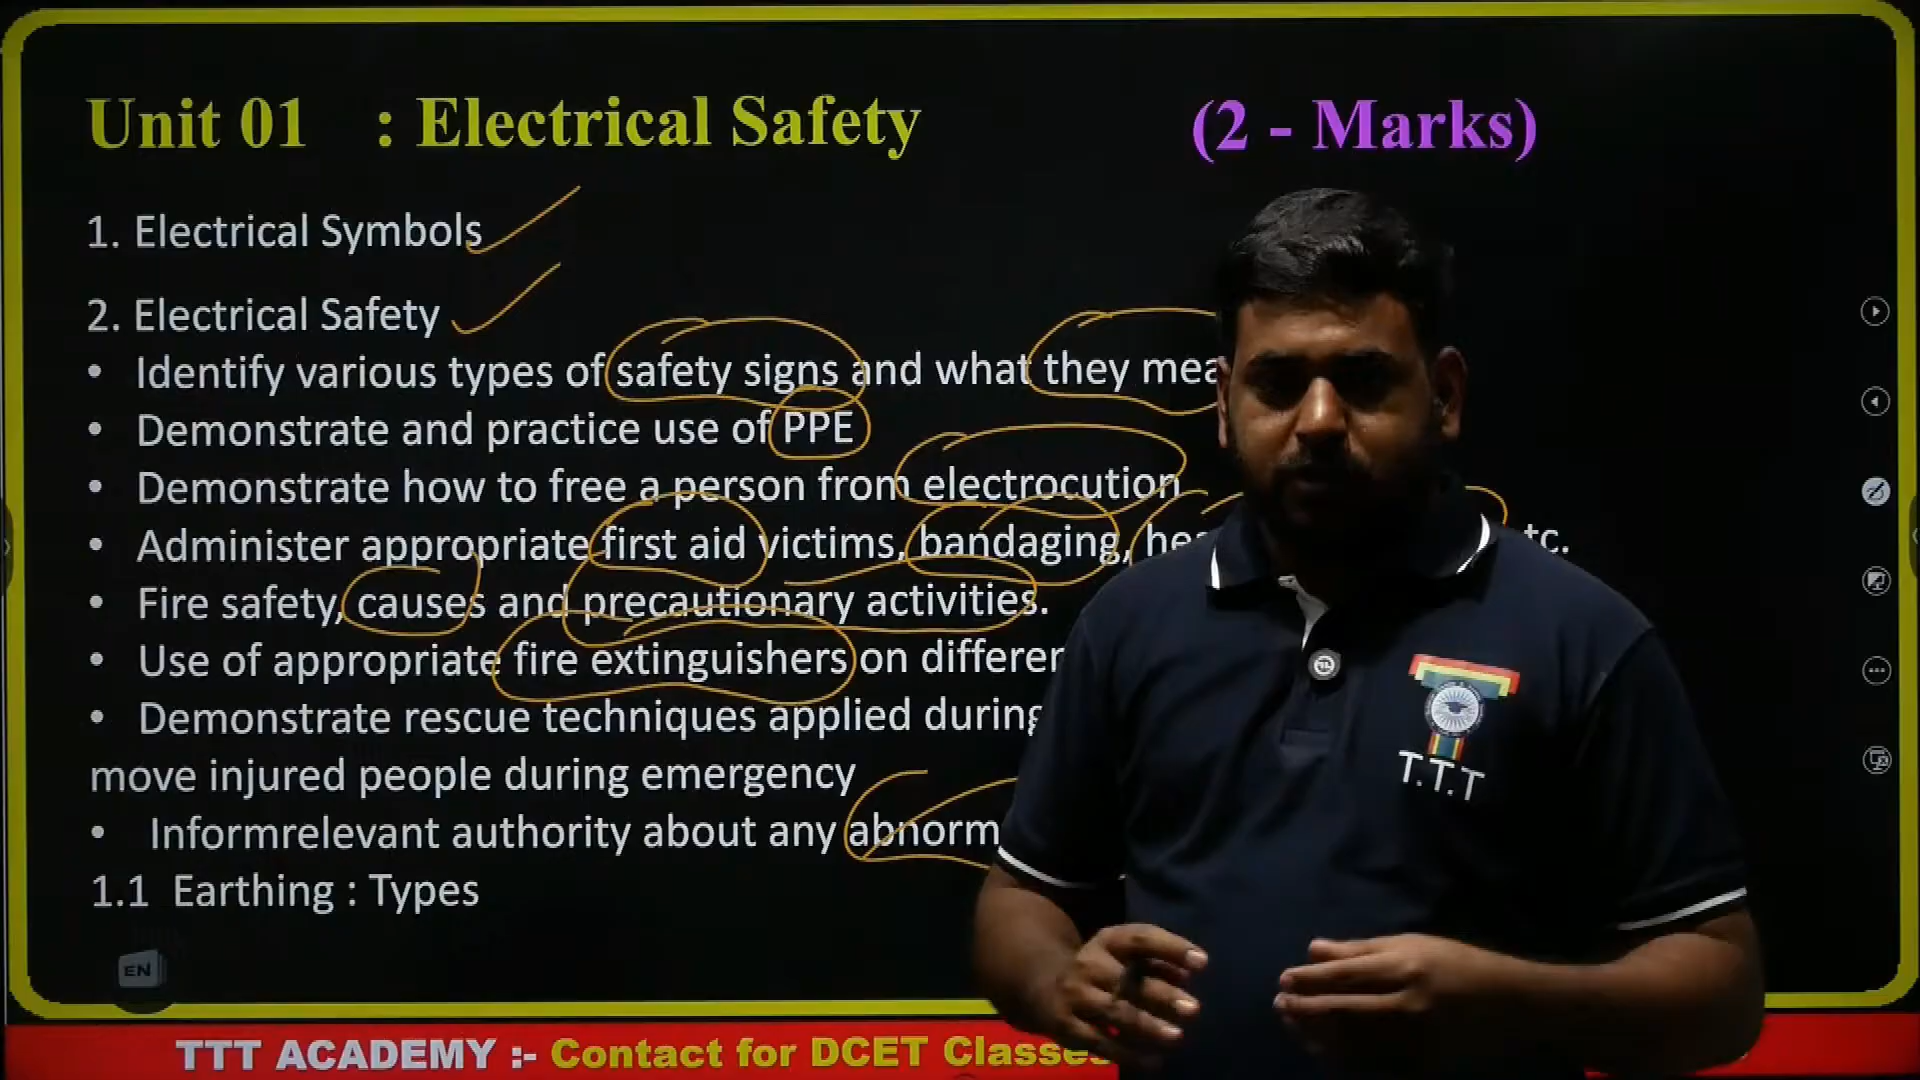 Unit 01 : Electrical Safety (2 - Marks)
1. Electrical Symbols
2. Electrical Safety
• Identify various types of safety signs and what they
• Demonstrate and practice use of PPE
• Demonstrate how to free a person from electrocution
• Administer appropriate first aid victims, bandaging,
• Fire safety, causes and precautionary activities.
• Use of appropriate fire extinguishers on
• Demonstrate rescue techniques applied during
move injured people during emergency
• Informrelevant authority about any
1.1 Earthing : Types
EN
T.T.T
TTT ACADEMY :- Contact for DCET Classes